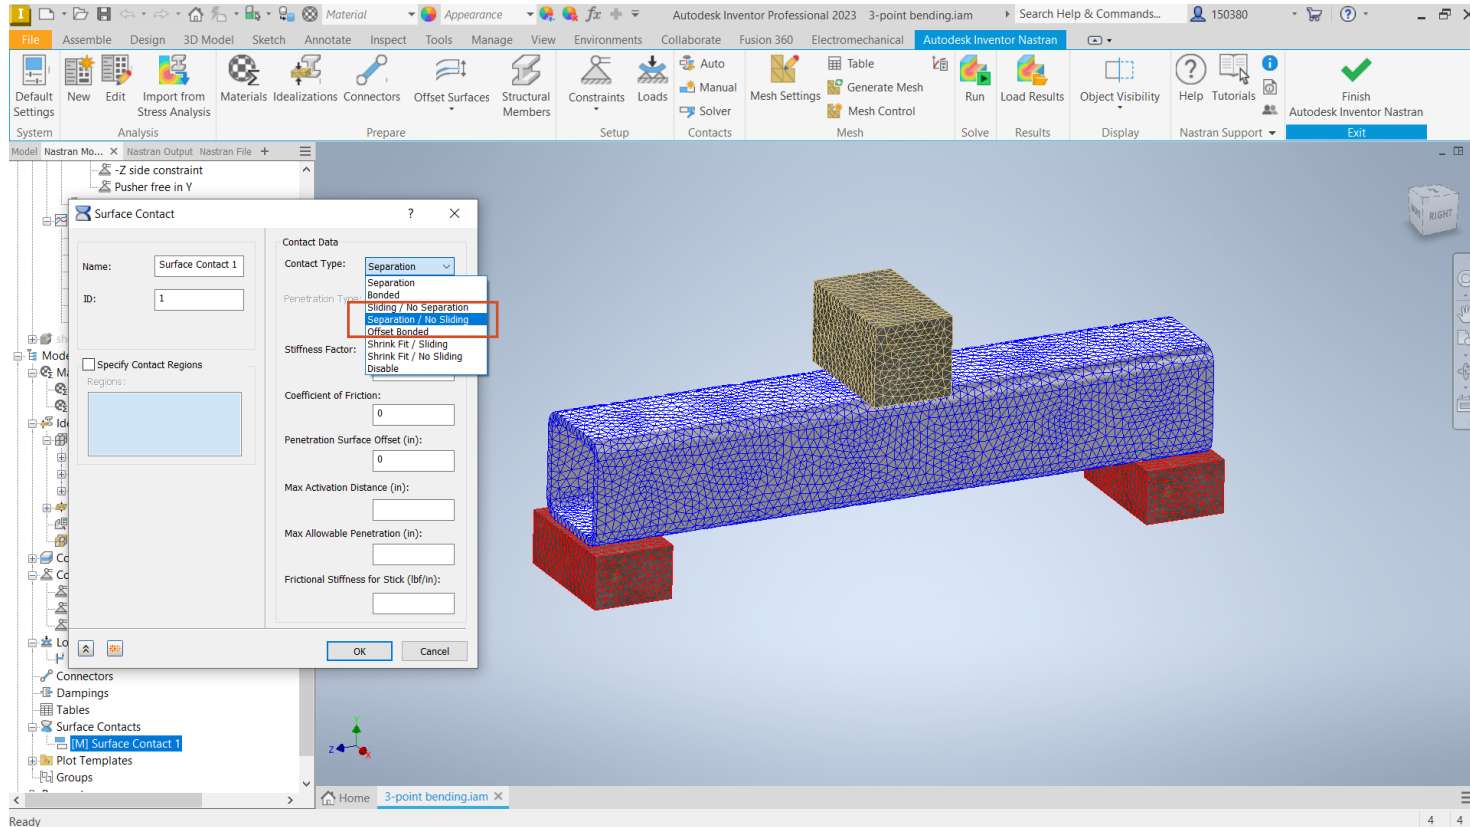 I Material Appearance fx Autodesk Inventor Professional 2023 3-point bending.iam Search Help & Commands... 150380
File Assemble Design 3D Model Sketch Annotate Inspect Tools Manage View Environments Collaborate Fusion 360 Electromechanical Autodesk Inventor Nastran
Auto Table
Manual Generate Mesh
Default Settings New Edit Import from Stress Analysis Materials Idealizations Connectors Offset Surfaces Structural Members Constraints Loads Mesh Settings Run Load Results Object Visibility Help Tutorials Finish Autodesk Inventor Nastran
Solver Mesh Control
System Analysis Prepare Setup Contacts Mesh Solve Results Display Nastran Support Exit
Model Nastran Mo... Nastran Output Nastran File +
-Z side constraint
Pusher free in Y
Surface Contact ?
Contact Data
Name: Surface Contact 1
Contact Type: Separation
Separation
Bonded
ID: 1
Penetration Type:
Sliding / No Separation
Separation / No Sliding
Offset Bonded
Stiffness Factor:
Shrink Fit / Sliding
Shrink Fit / No Sliding
Disable
Specify Contact Regions
Regions:
Coefficient of Friction:
0
Penetration Surface Offset (in):
0
Max Activation Distance (in):
Max Allowable Penetration (in):
Frictional Stiffness for Stick (lbf/in):
OK Cancel
sh
Mode
Ma
Ide
Co
Co
Lo
Connectors
Dampings
Tables
Surface Contacts
[M] Surface Contact 1
Plot Templates
Groups
RIGHT
Y
Z
X
Home 3-point bending.iam
Ready 4 4